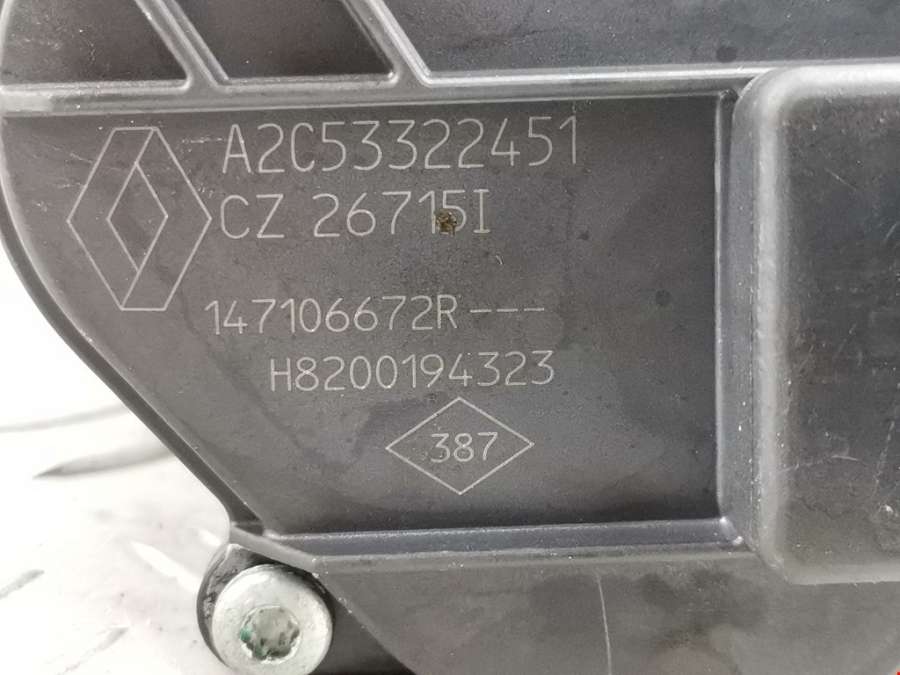 A2C53322451
CZ 26715I
147106672R---
H8200194323
387